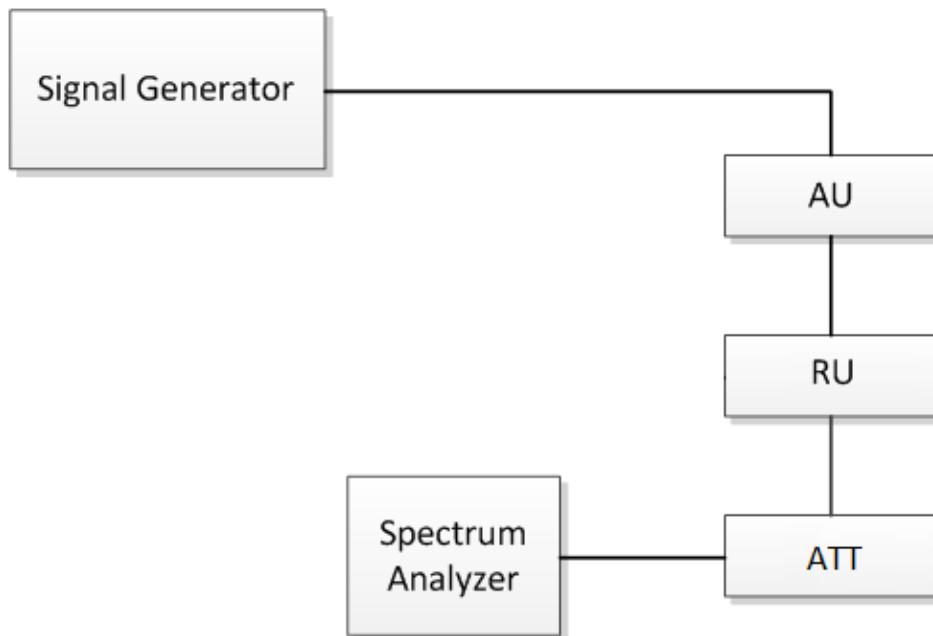 Signal Generator
AU
RU
ATT
Spectrum
Analyzer